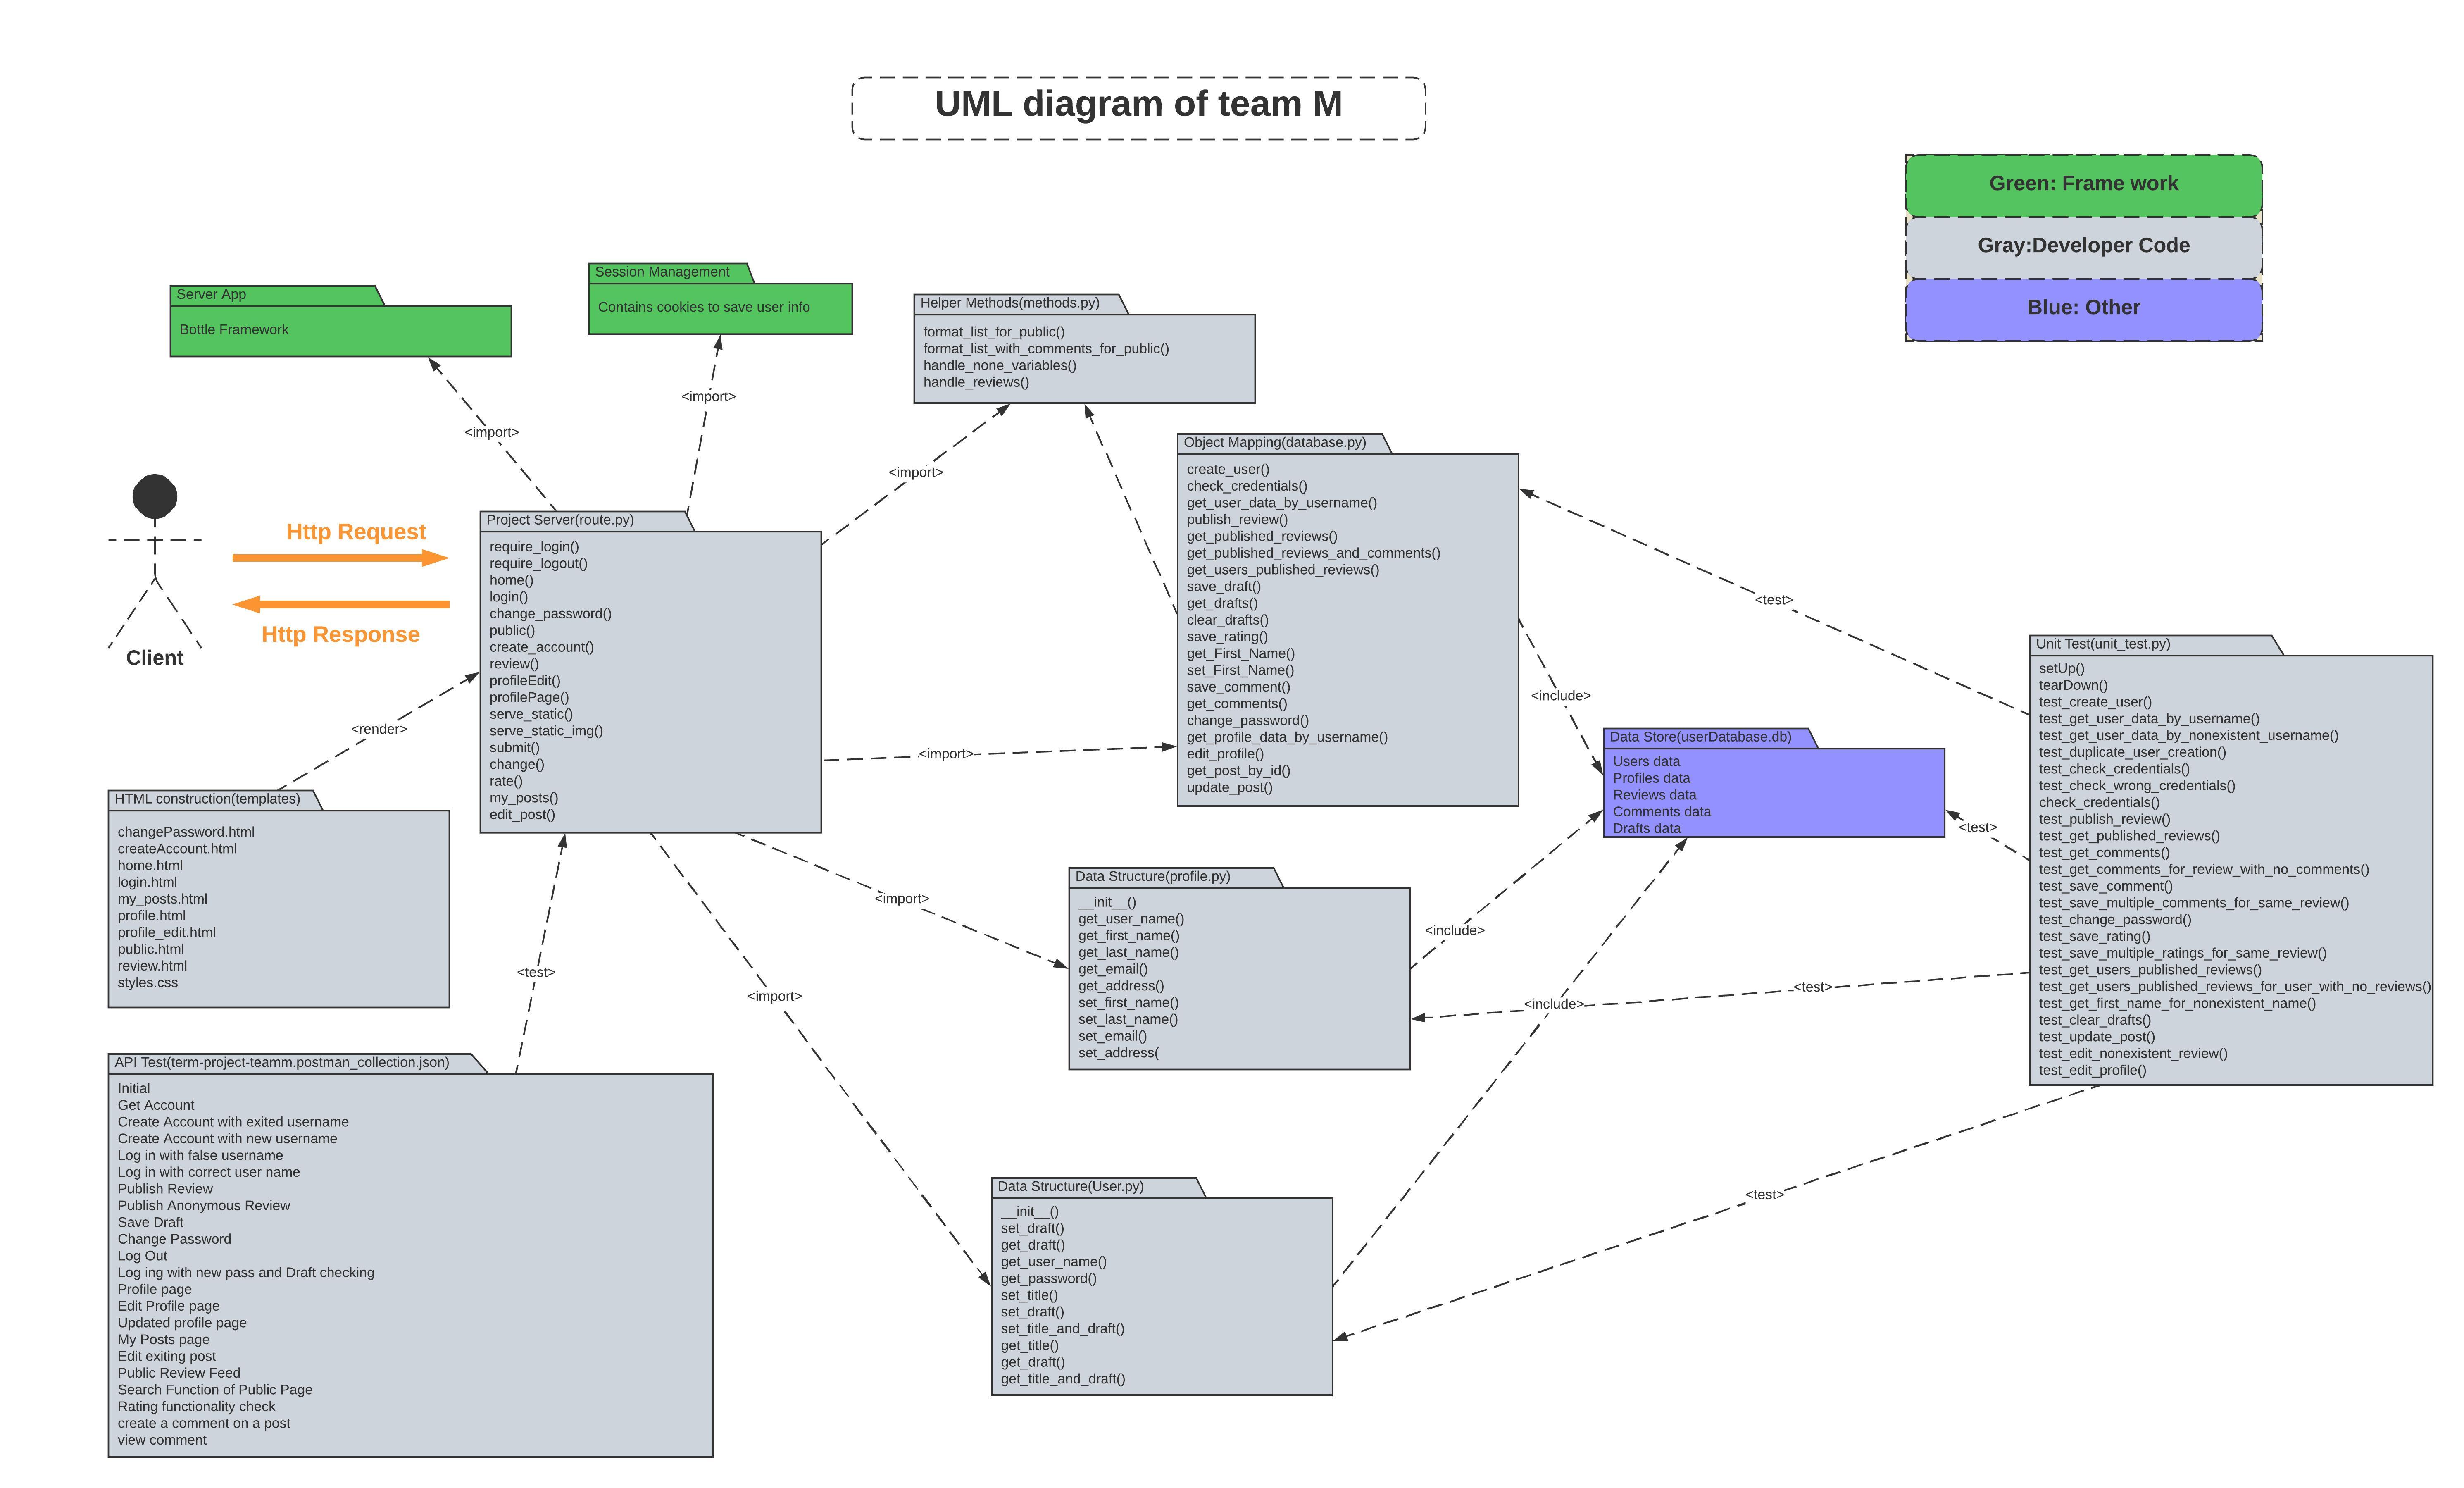 UML diagram of team M
Green: Frame work
Gray:Developer Code
Blue: Other
Server App
Bottle Framework
Session Management
Contains cookies to save user info
Helper Methods(methods.py)
format_list_for_public()
format_list_with_comments_for_public()
handle_none_variables()
handle_reviews()
<import>
<import>
<import>
Client
Http Request
Http Response
Project Server(route.py)
require_login()
require_logout()
home()
login()
change_password()
public()
create_account()
review()
profileEdit()
profilePage()
serve_static()
serve_static_img()
submit()
change()
rate()
my_posts()
edit_post()
Object Mapping(database.py)
create_user()
check_credentials()
get_user_data_by_username()
publish_review()
get_published_reviews()
get_published_reviews_and_comments()
get_users_published_reviews()
save_draft()
get_drafts()
clear_drafts()
save_rating()
get_First_Name()
set_First_Name()
save_comment()
get_comments()
change_password()
get_profile_data_by_username()
edit_profile()
get_post_by_id()
update_post()
<test>
<include>
<render>
<import>
Data Store(userDatabase.db)
Users data
Profiles data
Reviews data
Comments data
Drafts data
<test>
Unit Test(unit_test.py)
setUp()
tearDown()
test_create_user()
test_get_user_data_by_username()
test_get_user_data_by_nonexistent_username()
test_duplicate_user_creation()
test_check_credentials()
test_check_wrong_credentials()
check_credentials()
test_publish_review()
test_get_published_reviews()
test_get_comments()
test_get_comments_for_review_with_no_comments()
test_save_comment()
test_save_multiple_comments_for_same_review()
test_change_password()
test_save_rating()
test_save_multiple_ratings_for_same_review()
test_get_users_published_reviews()
test_get_users_published_reviews_for_user_with_no_reviews()
test_get_first_name_for_nonexistent_name()
test_clear_drafts()
test_update_post()
test_edit_nonexistent_review()
test_edit_profile()
HTML construction(templates)
changePassword.html
createAccount.html
home.html
login.html
my_posts.html
profile.html
profile_edit.html
public.html
review.html
styles.css
<import>
Data Structure(profile.py)
__init__()
get_user_name()
get_first_name()
get_last_name()
get_email()
get_address()
set_first_name()
set_last_name()
set_email()
set_address(
<include>
<test>
<import>
<test>
<include>
API Test(term-project-teamm.postman_collection.json)
Initial
Get Account
Create Account with exited username
Create Account with new username
Log in with false username
Log in with correct user name
Publish Review
Publish Anonymous Review
Save Draft
Change Password
Log Out
Log ing with new pass and Draft checking
Profile page
Edit Profile page
Updated profile page
My Posts page
Edit exiting post
Public Review Feed
Search Function of Public Page
Rating functionality check
create a comment on a post
view comment
Data Structure(User.py)
__init__()
set_draft()
get_draft()
get_user_name()
get_password()
set_title()
set_draft()
set_title_and_draft()
get_title()
get_draft()
get_title_and_draft()
<test>